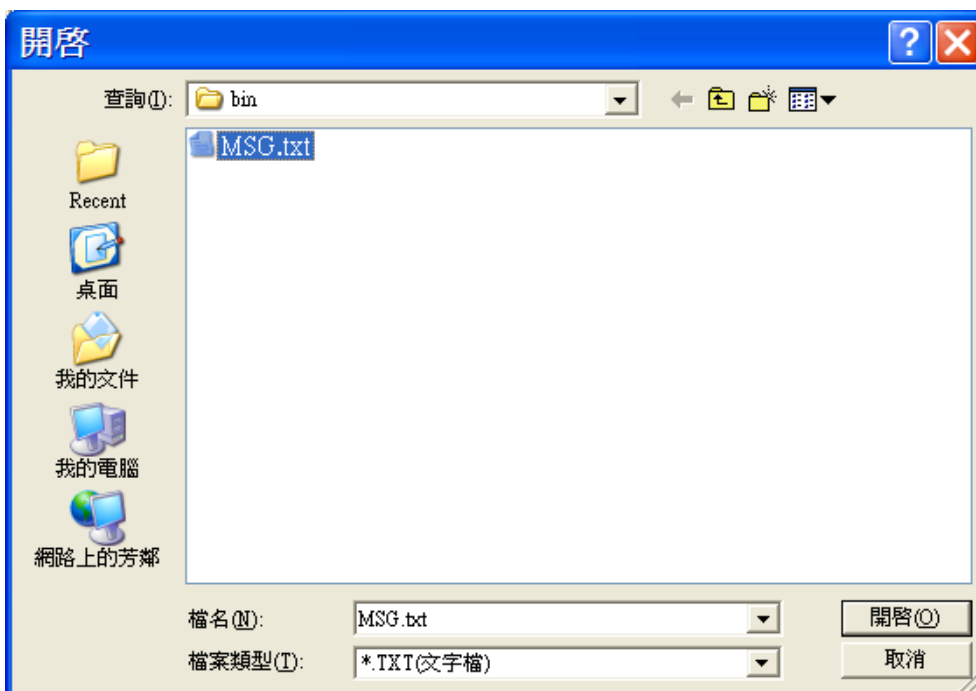 開啓
查詢(I):
bin
MSG.txt
Recent
桌面
我的文件
我的電腦
網路上的芳鄰
檔名(N):
MSG.txt
開啓(O)
檔案類型(T):
*.TXT(文字檔)
取消